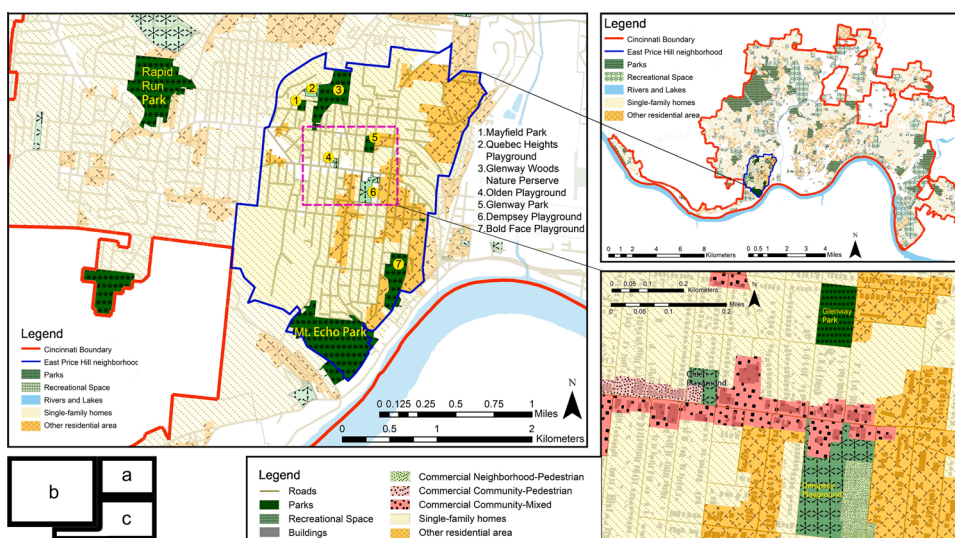 Rapid
Run
Park
1
2
3
4
5
6
7
Mt. Echo Park
1.Mayfield Park
2.Quebec Heights
Playground
3.Glenway Woods
Nature Perserve
4.Olden Playground
5.Glenway Park
6.Dempsey Playground
7.Bold Face Playground
Legend
Cincinnati Boundary
East Price Hill neighborhood
Parks
Recreational Space
Rivers and Lakes
Single-family homes
Other residential area
N
0 0.125 0.25 0.5 0.75 1
Miles
0 0.5 1 2
Kilometers
Legend
Cincinnati Boundary
East Price Hill neighborhood
Parks
Recreational Space
Rivers and Lakes
Single-family homes
Other residential area
0 1 2 4 6 8
Kilometers
0 0.5 1 2 3 4
Miles
N
0 0.05 0.1 0.2
Kilometers
0 0.05 0.1 0.2
Miles
N
Glenway
Park
Olden
Playground
Dempsey
Playground
b
a
c
Legend
Roads
Parks
Recreational Space
Buildings
Commercial Neighborhood-Pedestrian
Commercial Community-Pedestrian
Commercial Community-Mixed
Single-family homes
Other residential area